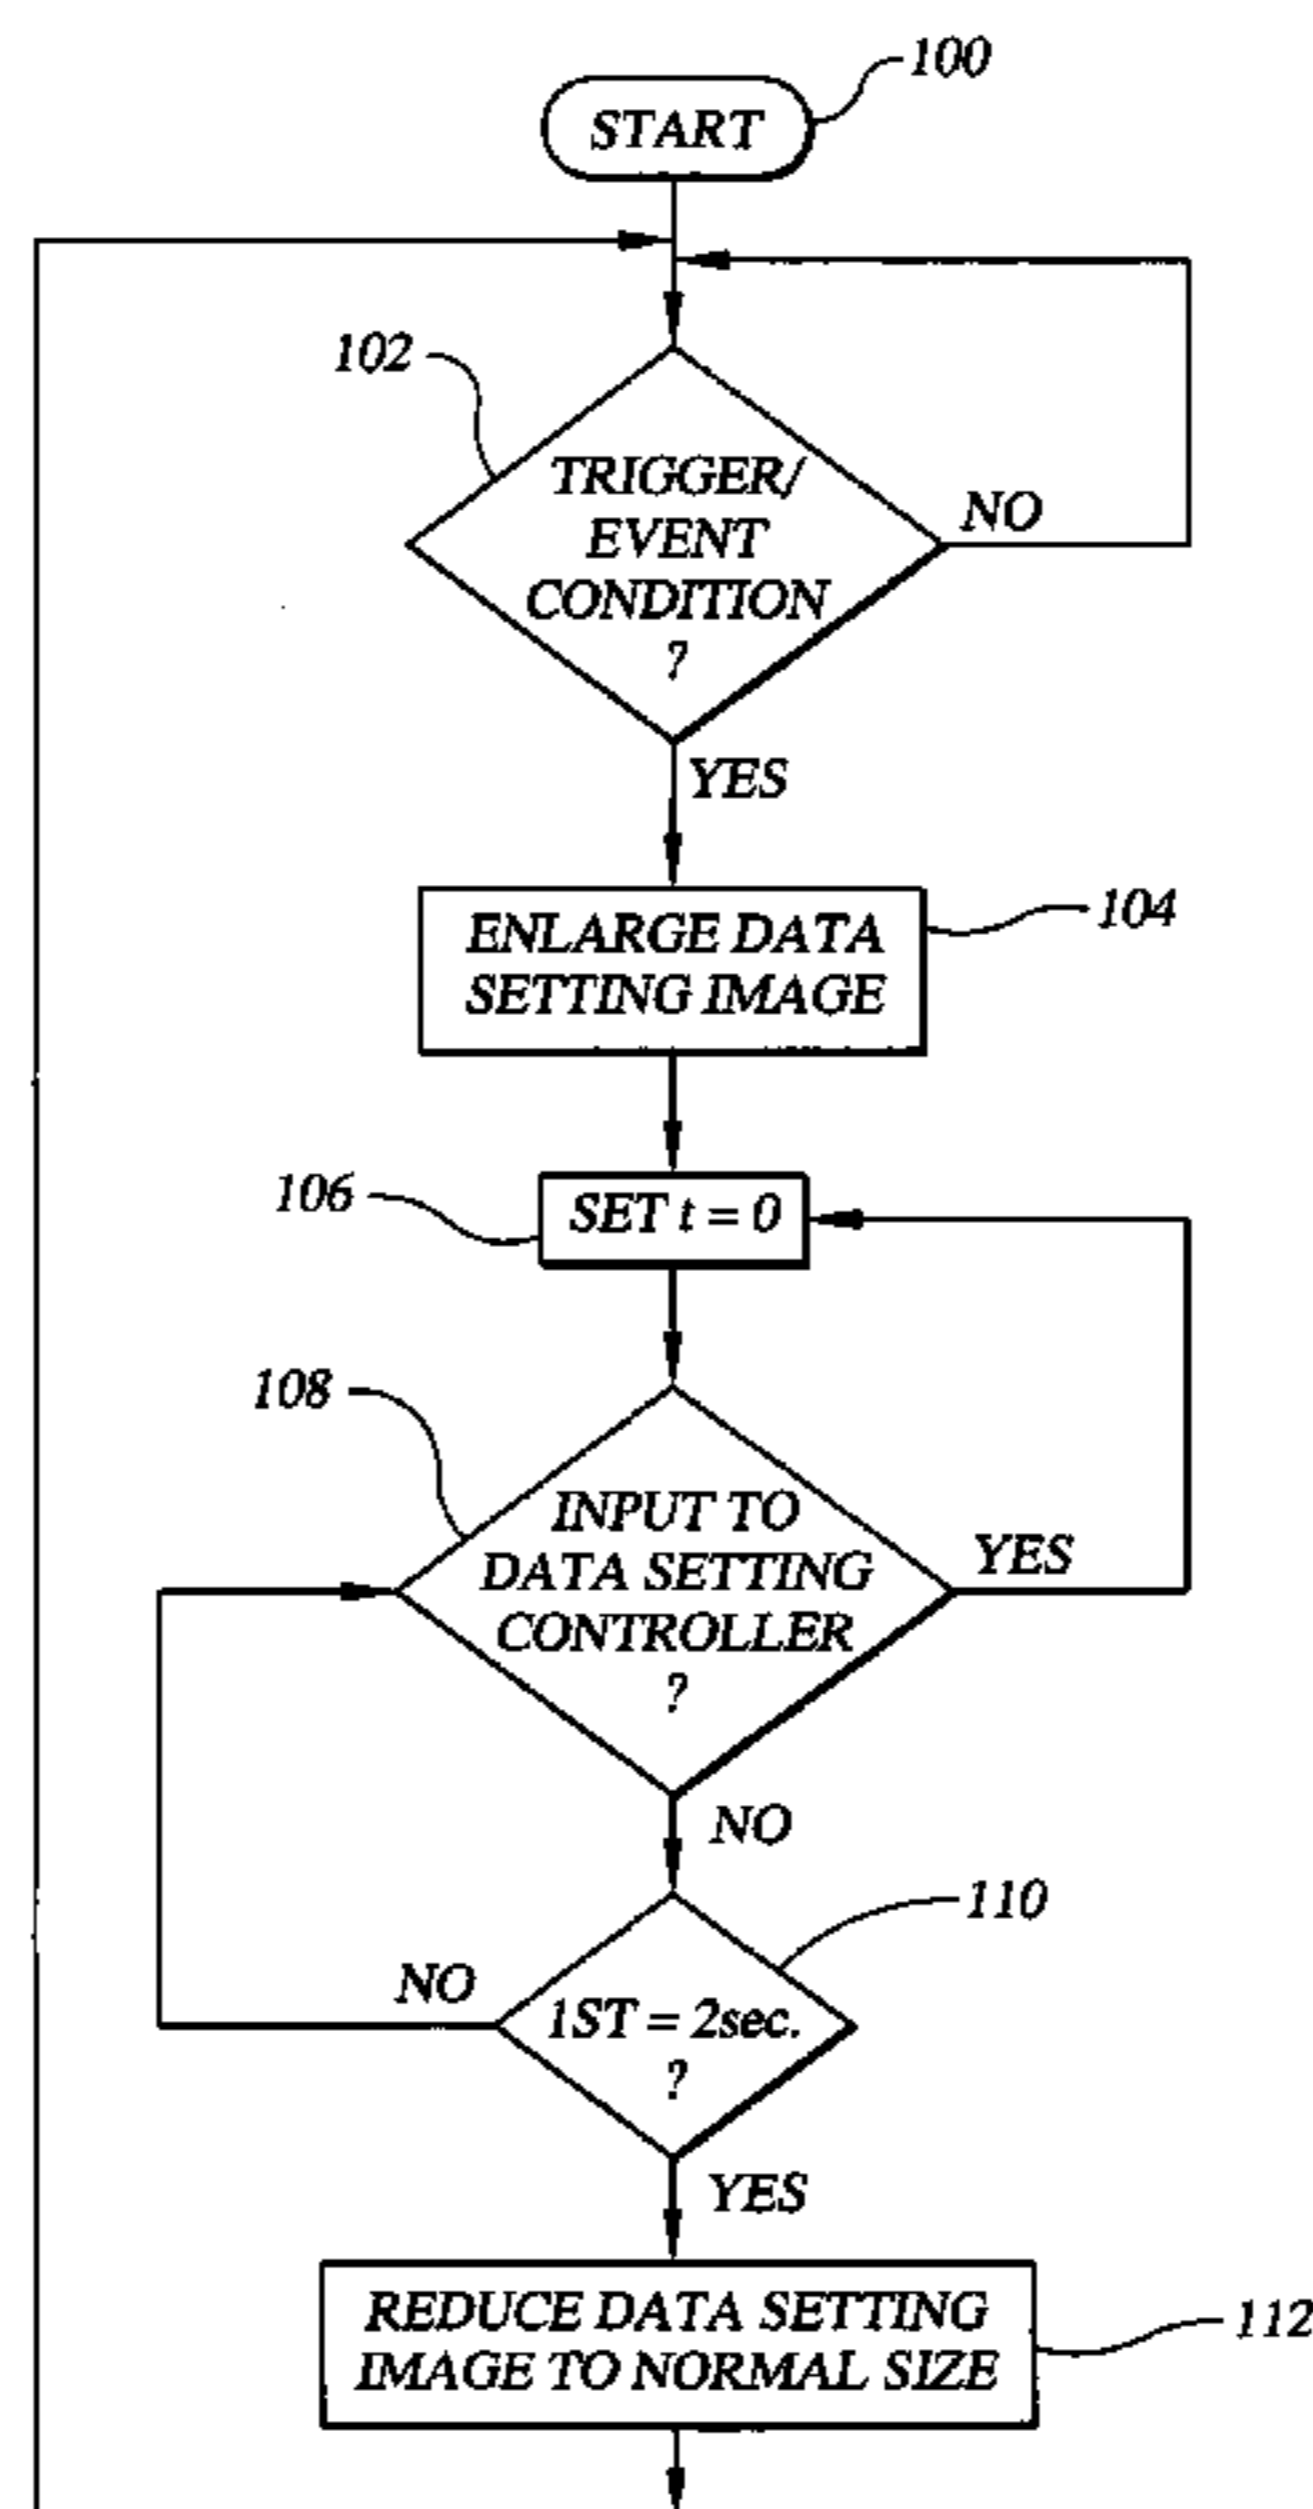 100
START
102
TRIGGER/
EVENT
CONDITION
?
NO
YES
104
ENLARGE DATA
SETTING IMAGE
106
SET t = 0
108
INPUT TO
DATA SETTING
CONTROLLER
?
YES
NO
110
NO
1ST = 2sec.
?
YES
REDUCE DATA SETTING
IMAGE TO NORMAL SIZE
112